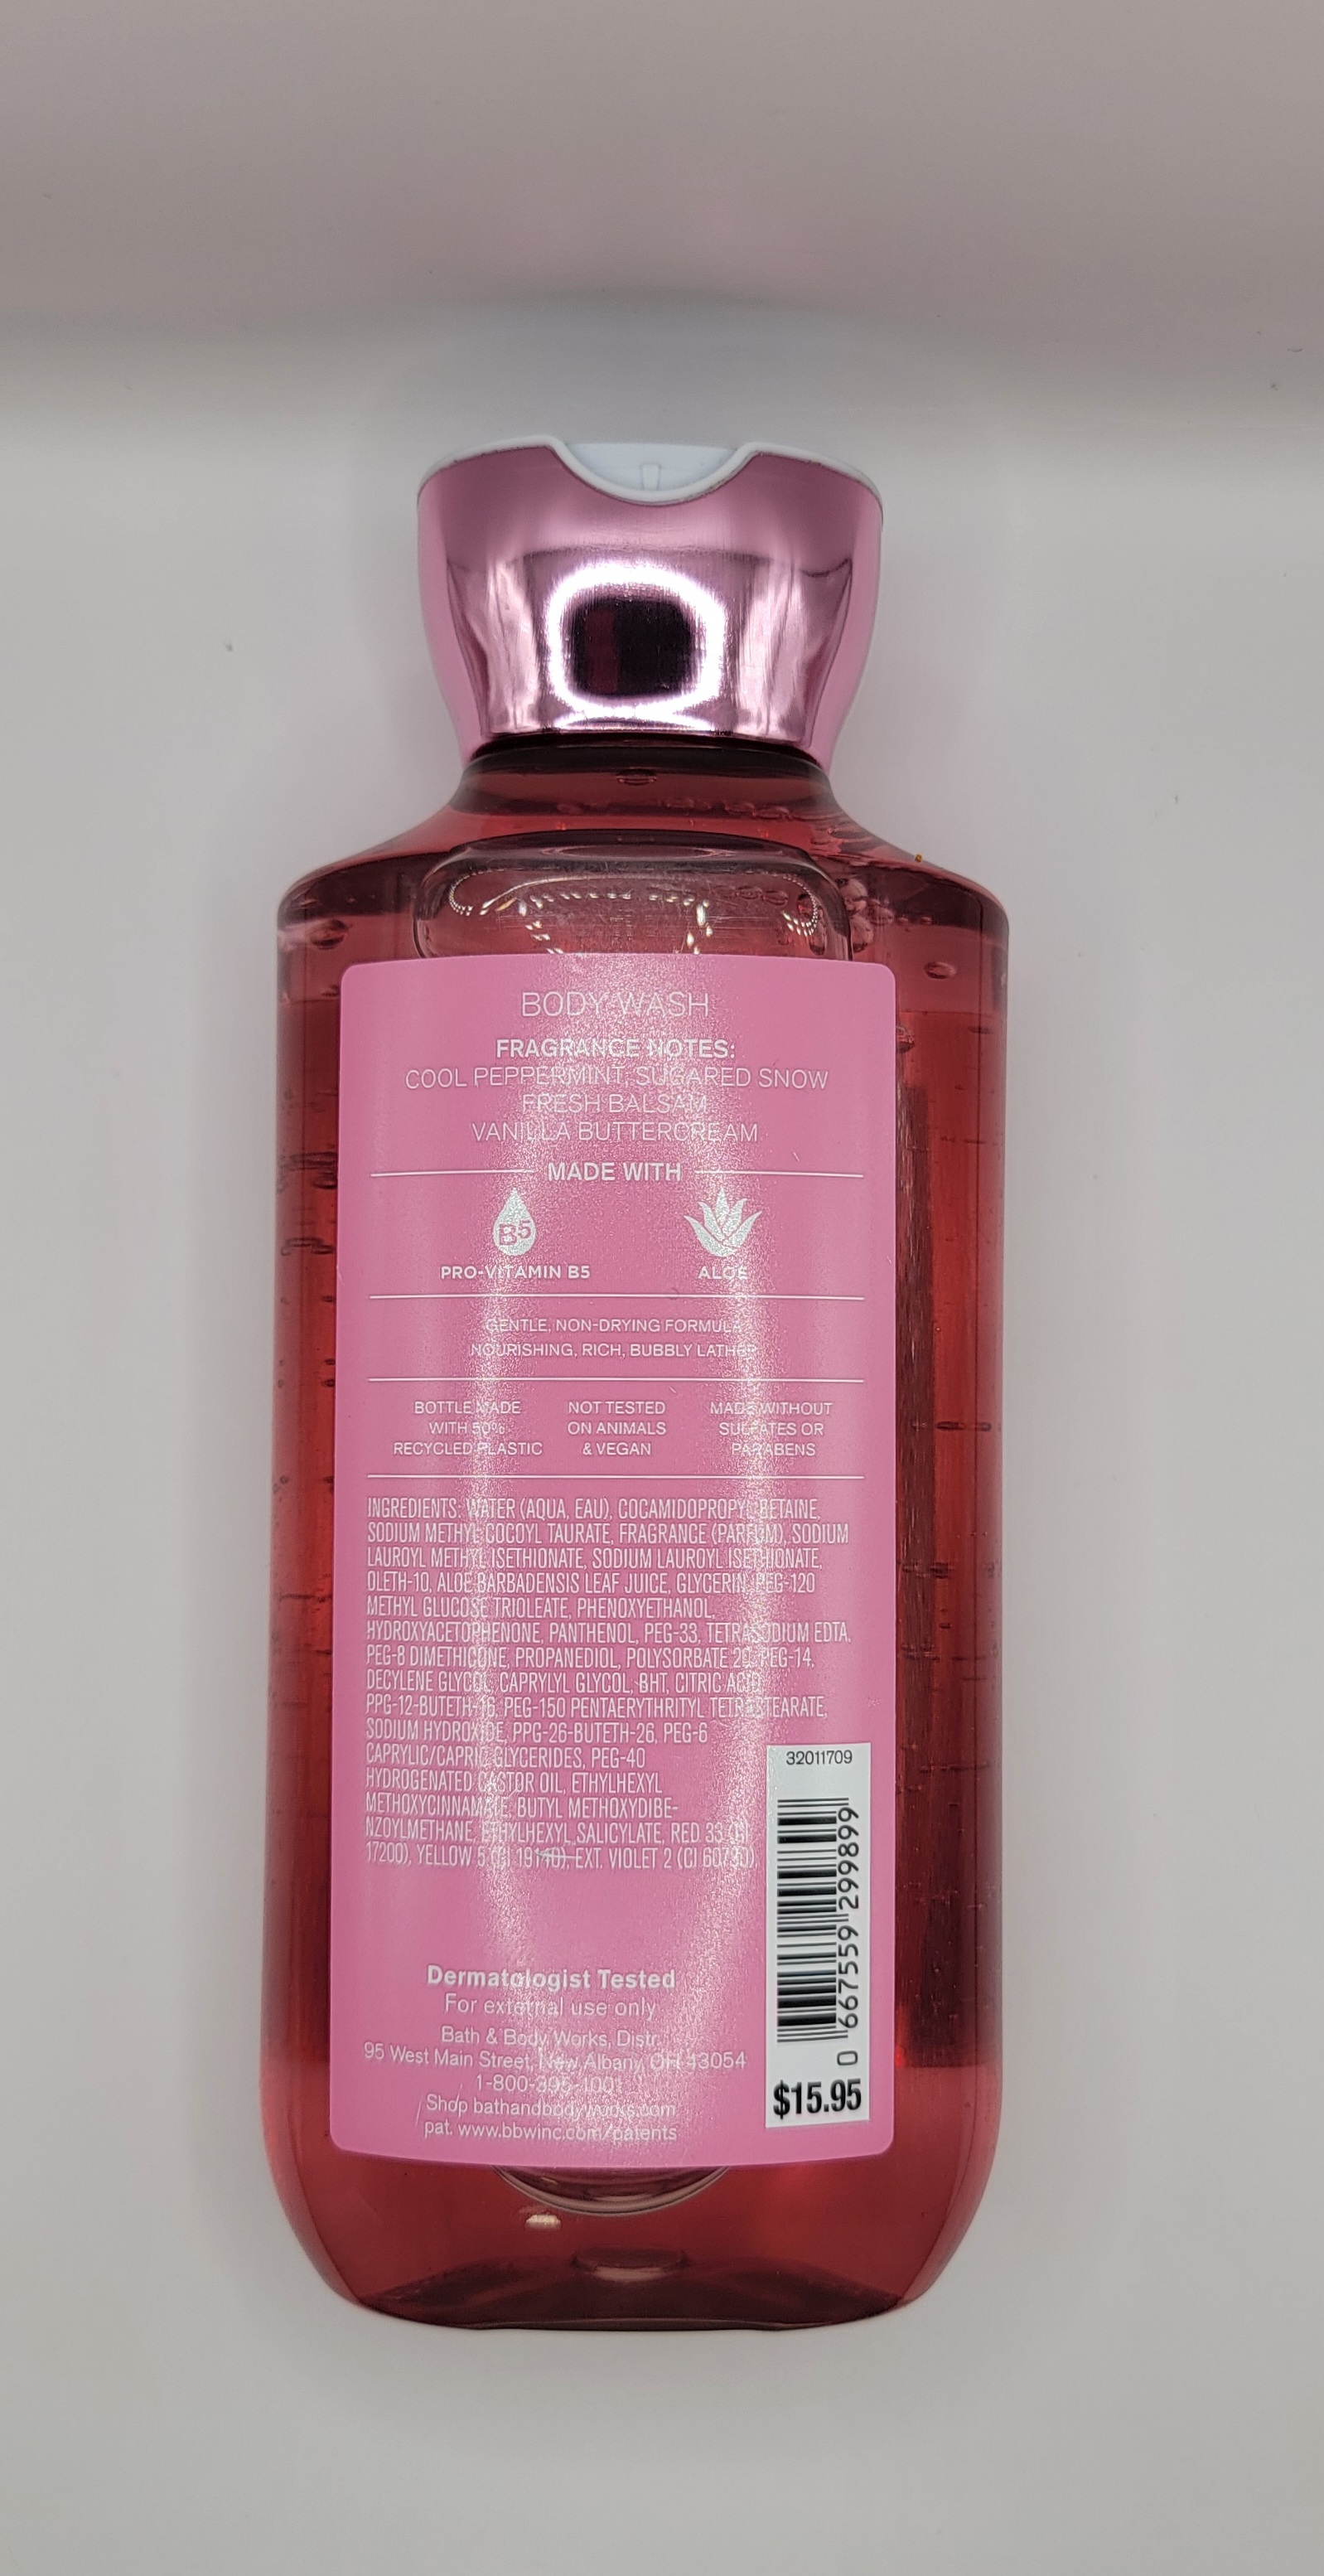 BODY WASH
FRAGRANCE NOTES:
COOL PEPPERMINT, SUGARED SNOW
FRESH BALSAM
VANILLA BUTTERCREAM
MADE WITH
B5
PRO-VITAMIN B5
ALOE
GENTLE, NON-DRYING FORMULA
NOURISHING, RICH, BUBBLY LATHER
BOTTLE MADE
WITH 50%
RECYCLED PLASTIC
NOT TESTED
ON ANIMALS
& VEGAN
MADE WITHOUT
SULFATES OR
PARABENS
INGREDIENTS: WATER (AQUA, EAU), COCAMIDOPROPYL BETAINE,
SODIUM METHYL COCOYL TAURATE, FRAGRANCE (PARFUM), SODIUM
LAUROYL METHYL ISETHIONATE, SODIUM LAUROYL ISETHIONATE,
OLETH-10, ALOE BARBADENSIS LEAF JUICE, GLYCERIN, PEG-120
METHYL GLUCOSE TRIOLEATE, PHENOXYETHANOL,
HYDROXYACETOPHENONE, PANTHENOL, PEG-33, TETRASODIUM EDTA,
PEG-8 DIMETHICONE, PROPANEDIOL, POLYSORBATE 20, PEG-14,
DECYLENE GLYCOL, CAPRYLYL GLYCOL, BHT, CITRIC ACID,
PPG-12-BUTETH-16, PEG-150 PENTAERYTHRITYL TETRASTEARATE,
SODIUM HYDROXIDE, PPG-26-BUTETH-26, PEG-6
CAPRYLIC/CAPRIC GLYCERIDES, PEG-40
HYDROGENATED CASTOR OIL, ETHYLHEXYL
METHOXYCINNAMATE, BUTYL METHOXYDIBE-
NZOYLMETHANE, ETHYLHEXYL SALICYLATE, RED 33 (CI
17200), YELLOW 5 (CI 19140), EXT. VIOLET 2 (CI 60730).
32011709
0 667559 299899
$15.95
Dermatologist Tested
For external use only
Bath & Body Works, Distr.
95 West Main Street, New Albany, OH 43054
1-800-395-1001
Shop bathandbodyworks.com
pat. www.bbwinc.com/patents